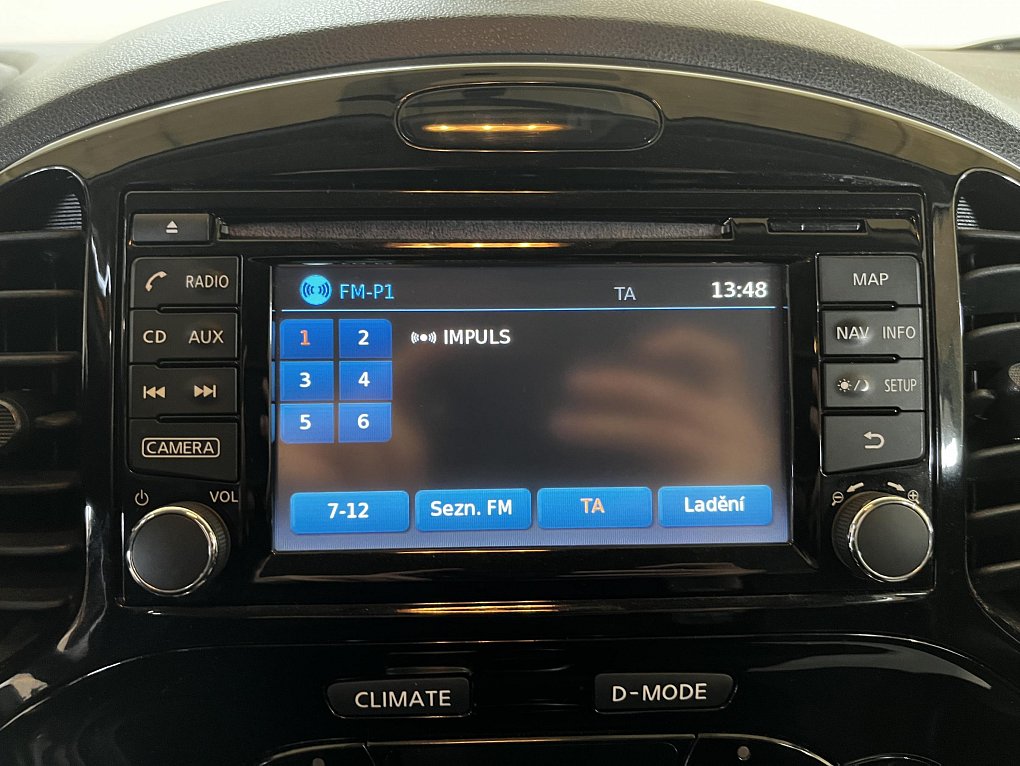 RADIO
CD AUX
CAMERA
VOL
FM-P1 TA 13:48
1 2 IMPULS
3 4
5 6
7-12 Sezn. FM TA Ladění
MAP
NAV INFO
SETUP
CLIMATE D-MODE